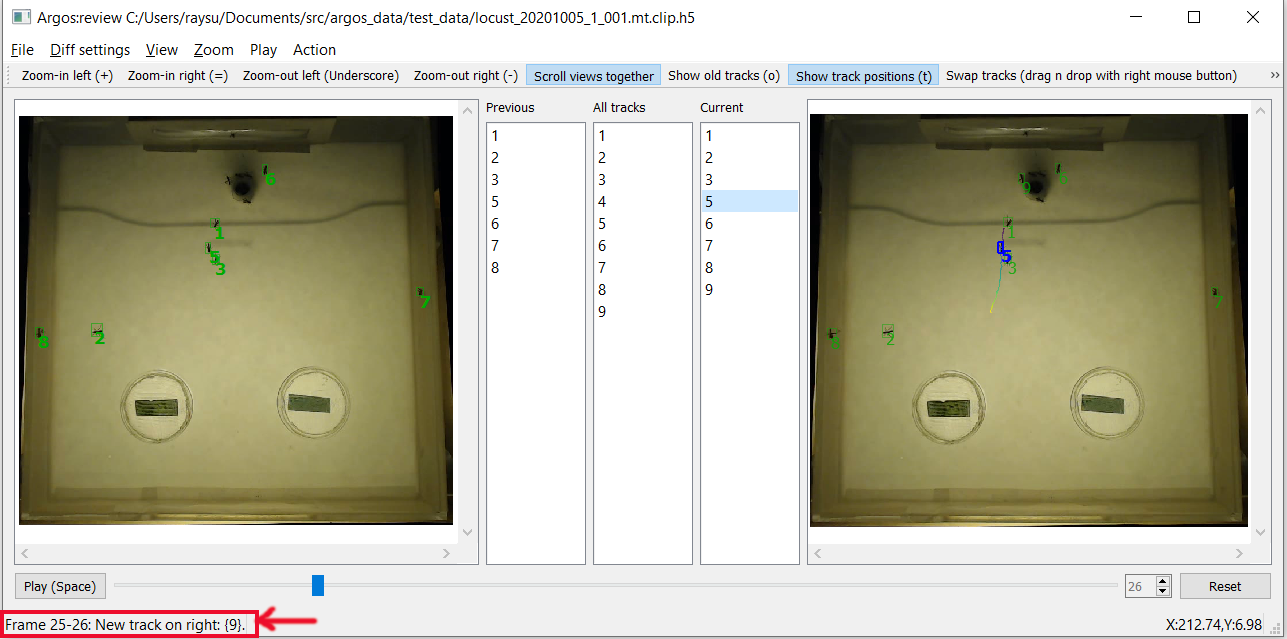 Argos:review C:/Users/raysu/Documents/src/argos_data/test_data/locust_20201005_1_001.mt.clip.h5
File Diff settings View Zoom Play Action
Zoom-in left (+) Zoom-in right (=) Zoom-out left (Underscore) Zoom-out right (-) Scroll views together Show old tracks (o) Show track positions (t) Swap tracks (drag n drop with right mouse button) »
Previous All tracks Current
1 1 1
2 2 2
3 3 3
5 4 5
6 5 6
7 6 7
8 7 8
8 9
9
6
1
5
3
7
2
8
9
6
1
5
3
7
2
8
Play (Space) 26 Reset
Frame 25-26: New track on right: {9}. X:212.74,Y:6.98